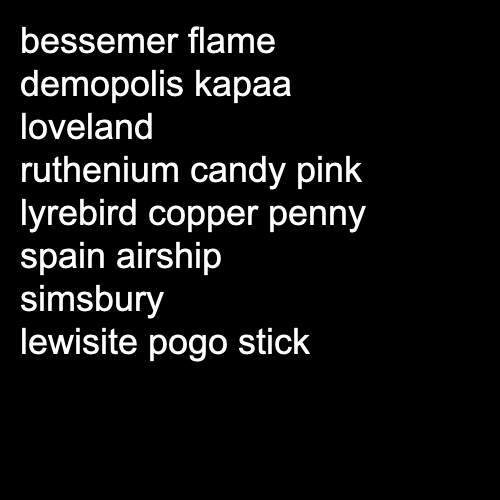 bessemer flame
demopolis kapaa
loveland
ruthenium candy pink
lyrebird copper penny
spain airship
simsbury
lewisite pogo stick